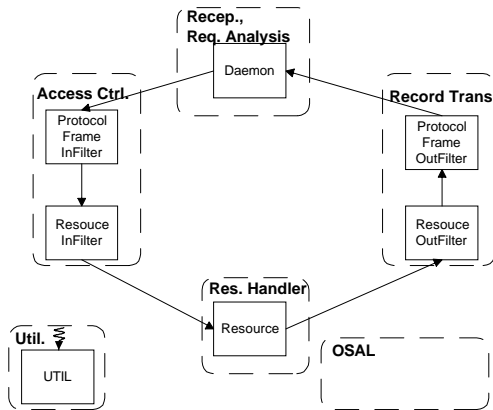 Recep.,
Req. Analysis
Daemon
Access Ctrl.
Protocol
Frame
InFilter
Resouce
InFilter
Record Trans
Protocol
Frame
OutFilter
Resouce
OutFilter
Res. Handler
Resource
Util.
UTIL
OSAL